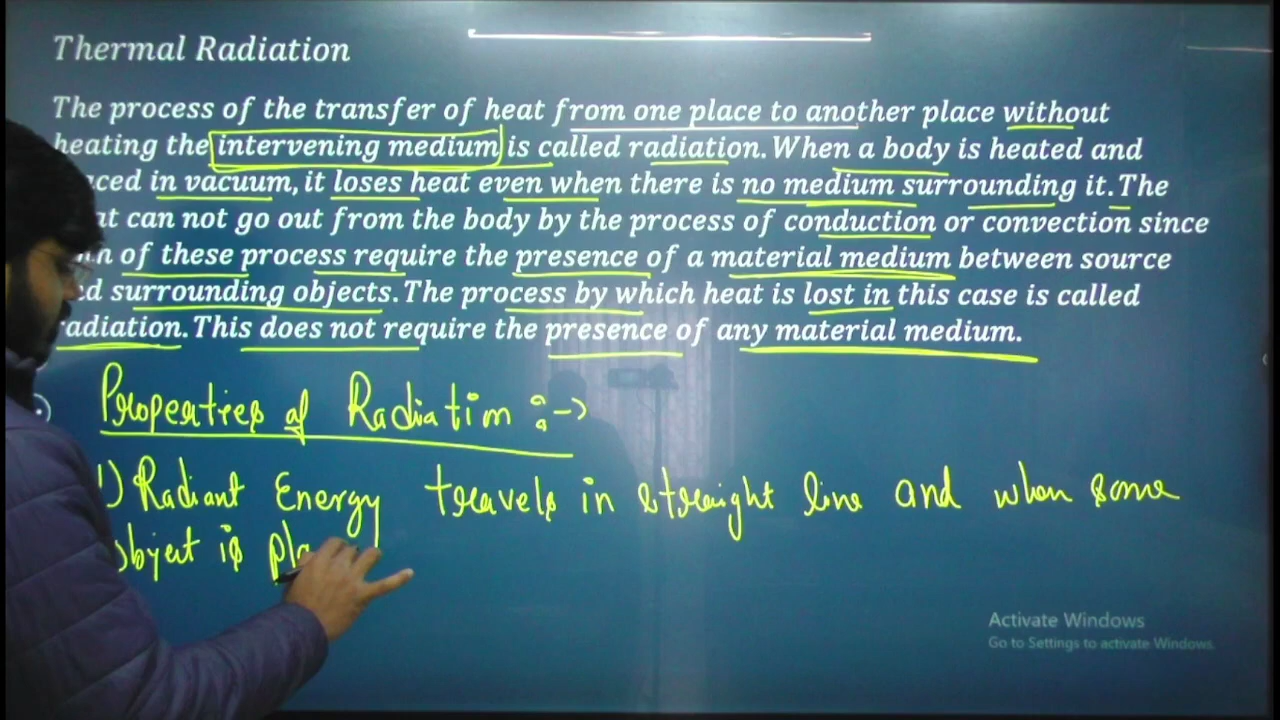 Thermal Radiation
The process of the transfer of heat from one place to another place without
heating the intervening medium is called radiation. When a body is heated and
aced in vacuum, it loses heat even when there is no medium surrounding it. The
at can not go out from the body by the process of conduction or convection since
of these process require the presence of a material medium between source
d surrounding objects. The process by which heat is lost in this case is called
radiation. This does not require the presence of any material medium.
Properties of Radiation :->
1) Radiant Energy travels in straight line and when some
object is pla
Activate Windows
Go to Settings to activate Windows.